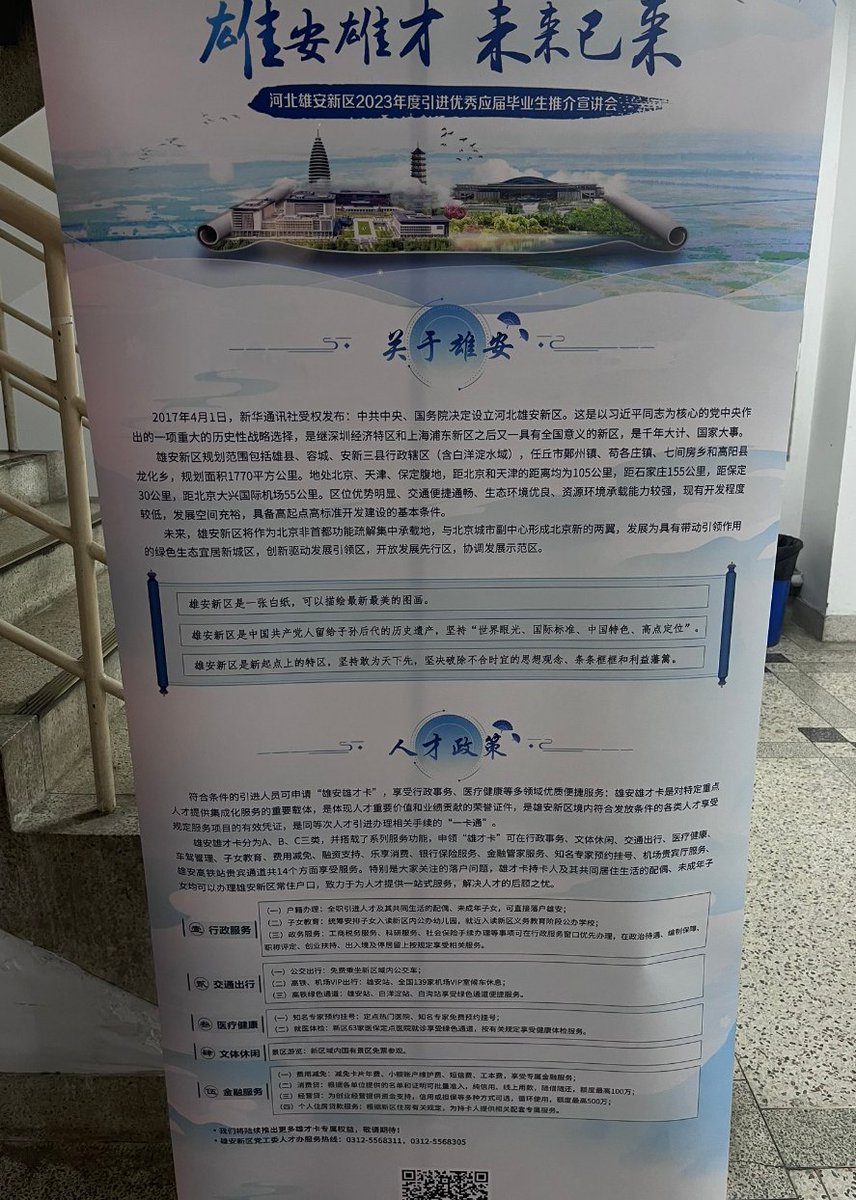 雄安雄才 未来已来
河北雄安新区2023年度引进优秀应届毕业生推介宣讲会
关于雄安
2017年4月1日，新华通讯社受权发布：中共中央、国务院决定设立河北雄安新区。这是以习近平同志为核心的党中央作
出的一项重大的历史性战略选择，是继深圳经济特区和上海浦东新区之后又一具有全国意义的新区，是千年大计、国家大事。
雄安新区规划范围包括雄县、容城、安新三县行政辖区（含白洋淀水域），任丘市鄚州镇、苟各庄镇、七间房乡和高阳县
龙化乡，规划面积1770平方公里。地处北京、天津、保定腹地，距北京和天津的距离均为105公里，距石家庄155公里，距保定
30公里，距北京大兴国际机场55公里。区位优势明显、交通便捷通畅、生态环境优良、资源环境承载能力较强，现有开发程度
较低，发展空间充裕，具备高起点高标准开发建设的基本条件。
未来，雄安新区将作为北京非首都功能疏解集中承载地，与北京城市副中心形成北京新的两翼，发展为具有带动引领作用
的绿色生态宜居新城区，创新驱动发展引领区，开放发展先行区，协调发展示范区。
雄安新区是一张白纸，可以描绘最新最美的图画。
雄安新区是中国共产党人留给子孙后代的历史遗产，坚持“世界眼光、国际标准、中国特色、高点定位”。
雄安新区是新起点上的特区，坚持敢为天下先，坚决破除不合时宜的思想观念、条条框框和利益藩篱。
人才政策
符合条件的引进人员可申请“雄安雄才卡”，享受行政事务、医疗健康等多领域优质便捷服务：雄安雄才卡是对特定重点
人才提供集成化服务的重要载体，是体现人才重要价值和业绩贡献的荣誉证件，是雄安新区境内符合发放条件的各类人才享受
规定服务项目的有效凭证，是同等次人才引进办理相关手续的“一卡通”。
雄安雄才卡分为A、B、C三类，并搭载了系列服务功能，申领“雄才卡”可在行政事务、文体休闲、交通出行、医疗健康、
车驾管理、子女教育、费用减免、融资支持、乐享消费、银行保险服务、金融管家服务、知名专家预约挂号、机场贵宾厅服务、
雄安高铁站贵宾通道共14个方面享受服务。特别是大家关注的落户问题，雄才卡持卡人及其共同居住生活的配偶、未成年子
女均可以办理雄安新区常住户口，致力于为人才提供一站式服务，解决人才的后顾之忧。
壹 行政服务
（一）户籍办理：全职引进人才及其共同生活的配偶、未成年子女，可直接落户雄安；
（二）子女教育：统筹安排子女入读新区内公办幼儿园，就近入读新区义务教育阶段公办学校；
（三）政务服务：工商税务服务、科研服务、社会保险手续办理等事项可在行政服务窗口优先办理，在政治待遇、编制保障、
职称评定、创业扶持、出入境及停居留上按规定享受相关服务。
贰 交通出行
（一）公交出行：免费乘坐新区域内公交车；
（二）高铁、机场VIP出行：雄安站、全国139家机场VIP室候车休息；
（三）高铁绿色通道：雄安站、白洋淀站、白沟站享受绿色通道便捷服务。
叁 医疗健康
（一）知名专家预约挂号：定点热门医院、知名专家免费预约挂号；
（二）就医体检：新区63家医保定点医院就诊享受绿色通道，按有关规定享受健康体检服务。
肆 文体休闲
景区游览：新区域内国有景区免票参观。
伍 金融服务
（一）费用减免：减免卡片年费、小额账户维护费、短信费、工本费，享受专属金融服务；
（二）消费贷：根据各单位提供的名单和证明可批量准入，纯信用、线上用款，随借随还，额度最高100万；
（三）经营贷：为创业经营提供资金支持，信用或担保等多种方式可选，循环使用，额度最高500万；
（四）个人住房贷款服务：根据新区住房有关规定，为持卡人提供相关配套专属服务。
•我们将陆续推出更多雄才卡专属权益，敬请期待！
•雄安新区党工委人才办服务热线：0312-5568311、0312-5568305